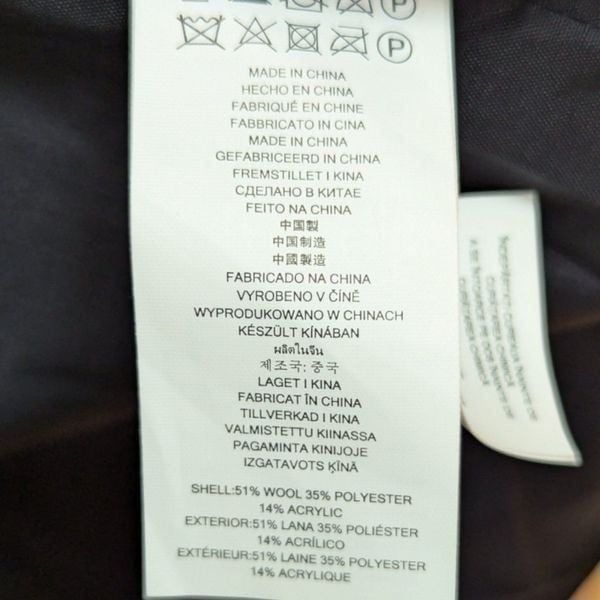 MADE IN CHINA
HECHO EN CHINA
FABRIQUÉ EN CHINE
FABBRICATO IN CINA
MADE IN CHINA
GEFABRICEERD IN CHINA
FREMSTILLET I KINA
СДЕЛАНО В КИТАЕ
FEITO NA CHINA
中国製
中国制造
中國製造
FABRICADO NA CHINA
VYROBENO V ČÍNĚ
WYPRODUKOWANO W CHINACH
KÉSZÜLT KÍNÁBAN
ผลิตในจีน
제조국: 중국
LAGET I KINA
FABRICAT ÎN CHINA
TILLVERKAD I KINA
VALMISTETTU KIINASSA
PAGAMINTA KINIJOJE
IZGATAVOTS ĶĪNĀ
SHELL:51% WOOL 35% POLYESTER
14% ACRYLIC
EXTERIOR:51% LANA 35% POLIÉSTER
14% ACRÍLICO
EXTÉRIEUR:51% LAINE 35% POLYESTER
14% ACRYLIQUE